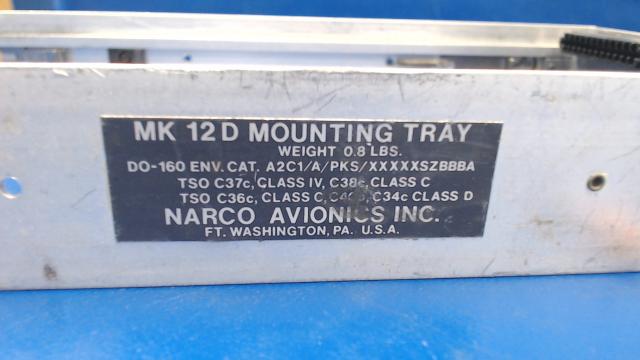 MK 12D MOUNTING TRAY
WEIGHT 0.8 LBS.
DO-160 ENV. CAT. A2C1/A/PKS/XXXXXSZBBBA
TSO C37c, CLASS IV, C38c, CLASS C
TSO C36c, CLASS C, C34c CLASS D
NARCO AVIONICS INC.
FT. WASHINGTON, PA. U.S.A.